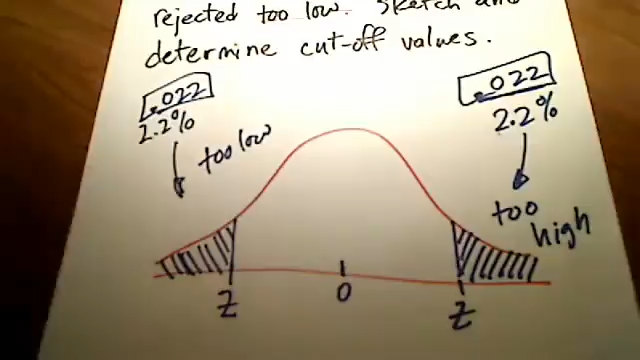 rejected too low. Sketch and
determine cut-off values.
.022
2.2%
too low
.022
2.2%
too
high
Z
0
Z